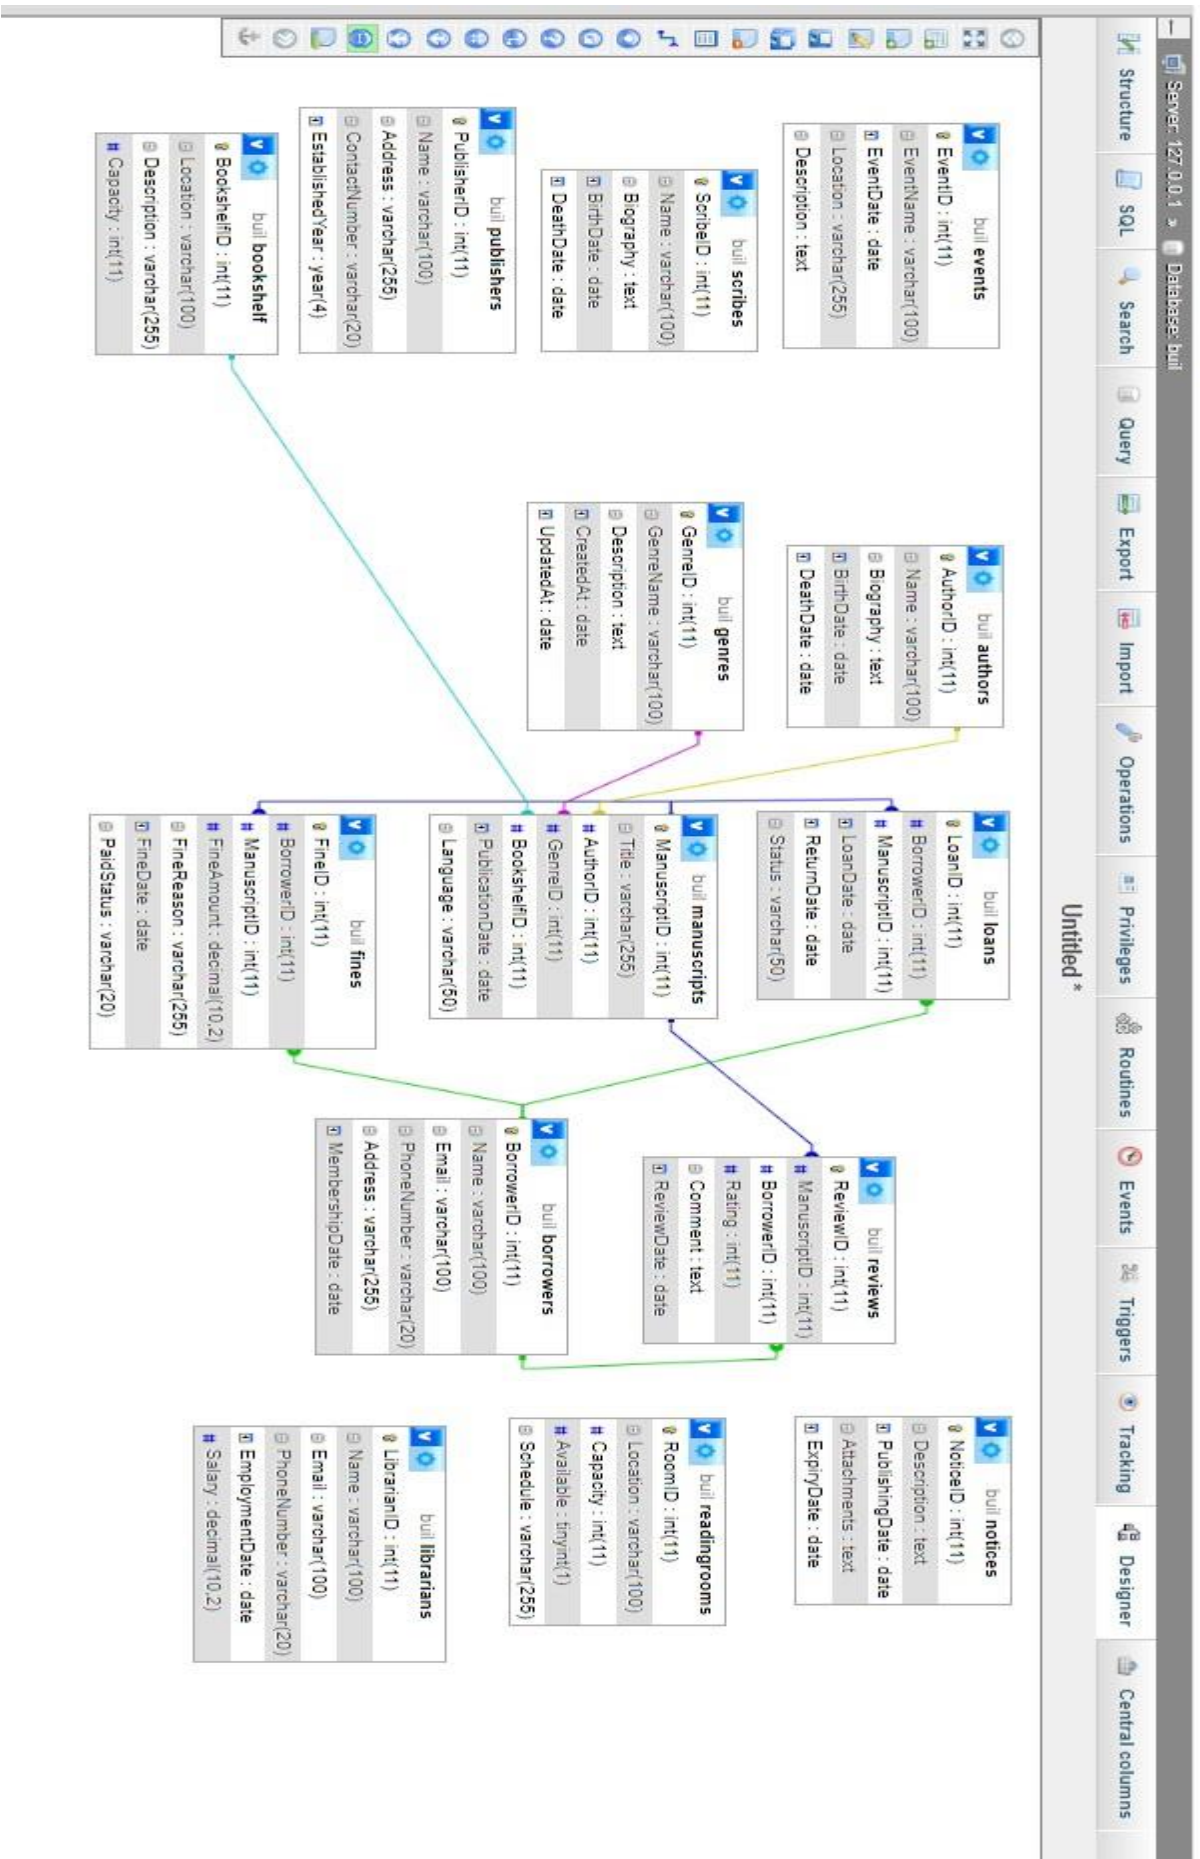 Server: 127.0.0.1 » Database: buil
Structure
SQL
Search
Query
Export
Import
Operations
Privileges
Routines
Events
Triggers
Tracking
Designer
Central columns
Untitled *
buil events
EventID : int(11)
EventName : varchar(100)
EventDate : date
Location : varchar(255)
Description : text
buil authors
AuthorID : int(11)
Name : varchar(100)
Biography : text
BirthDate : date
DeathDate : date
buil loans
LoanID : int(11)
BorrowerID : int(11)
ManuscriptID : int(11)
LoanDate : date
ReturnDate : date
Status : varchar(50)
buil notices
NoticeID : int(11)
Description : text
PublishingDate : date
Attachments : text
ExpiryDate : date
buil reviews
ReviewID : int(11)
ManuscriptID : int(11)
BorrowerID : int(11)
Rating : int(11)
Comment : text
ReviewDate : date
buil scribes
ScribeID : int(11)
Name : varchar(100)
Biography : text
BirthDate : date
DeathDate : date
buil genres
GenreID : int(11)
GenreName : varchar(100)
Description : text
CreatedAt : date
UpdatedAt : date
buil manuscripts
ManuscriptID : int(11)
Title : varchar(255)
AuthorID : int(11)
GenreID : int(11)
BookshelfID : int(11)
PublicationDate : date
Language : varchar(50)
buil readingrooms
RoomID : int(11)
Location : varchar(100)
Capacity : int(11)
Available : tinyint(1)
Schedule : varchar(255)
buil borrowers
BorrowerID : int(11)
Name : varchar(100)
Email : varchar(100)
PhoneNumber : varchar(20)
Address : varchar(255)
MembershipDate : date
buil publishers
PublisherID : int(11)
Name : varchar(100)
Address : varchar(255)
ContactNumber : varchar(20)
EstablishedYear : year(4)
buil librarians
LibrarianID : int(11)
Name : varchar(100)
Email : varchar(100)
PhoneNumber : varchar(20)
EmploymentDate : date
Salary : decimal(10,2)
buil fines
FineID : int(11)
BorrowerID : int(11)
ManuscriptID : int(11)
FineAmount : decimal(10,2)
FineReason : varchar(255)
FineDate : date
PaidStatus : varchar(20)
buil bookshelf
BookshelfID : int(11)
Location : varchar(100)
Description : varchar(255)
Capacity : int(11)